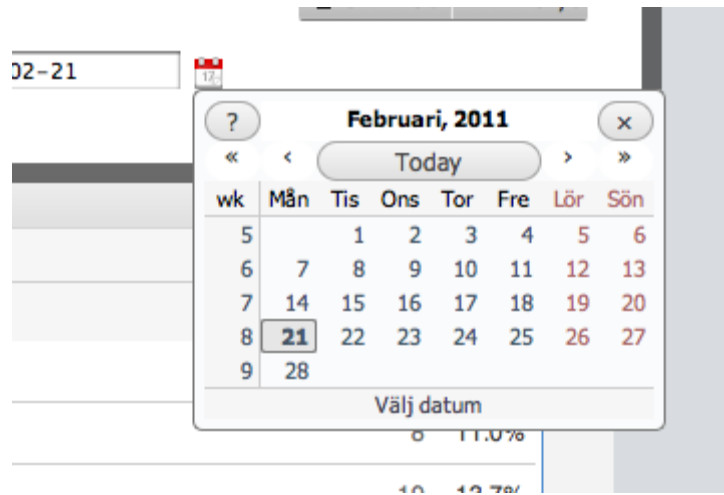 02-21
?
Februari, 2011
×
« ‹ Today › »
wk Mån Tis Ons Tor Fre Lör Sön
5 1 2 3 4 5 6
6 7 8 9 10 11 12 13
7 14 15 16 17 18 19 20
8 21 22 23 24 25 26 27
9 28
Välj datum